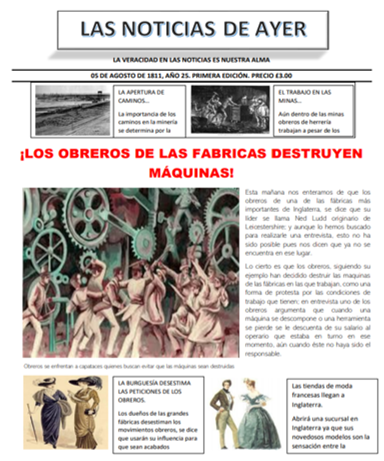 LAS NOTICIAS DE AYER
LA VERACIDAD EN LAS NOTICIAS ES NUESTRA ALMA
05 DE AGOSTO DE 1811, AÑO 25. PRIMERA EDICIÓN. PRECIO £3.00
LA APERTURA DE
CAMINOS...
La importancia de los
caminos en la minería
se determina por la
EL TRABAJO EN LAS
MINAS...
Aún dentro de las minas
obreros de herrería
trabajan a pesar de los
¡LOS OBREROS DE LAS FABRICAS DESTRUYEN
MÁQUINAS!
Esta mañana nos enteramos de que los
obreros de una de las fábricas más
importantes de Inglaterra, se dice que su
líder se llama Ned Ludd originario de
Leicestershire; y aunque lo hemos buscado
para realizarle una entrevista, esto no ha
sido posible pues nos dicen que ya no se
encuentra en ese lugar.
Lo cierto es que los obreros, siguiendo su
ejemplo han decidido destruir las maquinas
de las fábricas en las que trabajan, como una
forma de protesta por las condiciones de
trabajo que tienen; en entrevista uno de los
obreros argumenta que cuando una
máquina se descompone o una herramienta
se pierde se le descuenta de su salario al
operario que estaba en turno en ese
momento, aún cuando éste no haya sido el
responsable.
Obreros se enfrentan a capataces quienes buscan evitar que las máquinas sean destruidas
LA BURGUESÍA DESESTIMA
LAS PETICIONES DE LOS
OBREROS.
Los dueños de las grandes
fábricas desestiman los
movimientos obreros, se dice
que usarán su influencia para
que sean acabados
Las tiendas de moda
francesas llegan a
Inglaterra.
Abrirá una sucursal en
Inglaterra ya que sus
novedosos modelos son la
sensación entre la